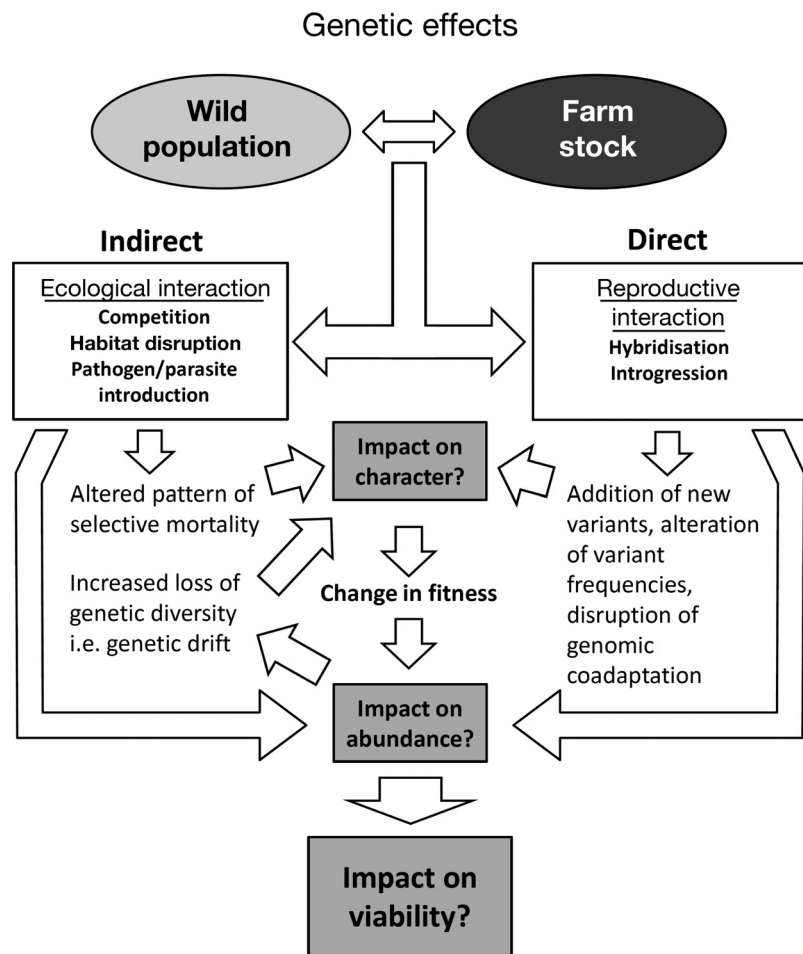 Genetic effects
Wild
population
Farm
stock
Indirect
Ecological interaction
Competition
Habitat disruption
Pathogen/parasite
introduction
Direct
Reproductive
interaction
Hybridisation
Introgression
Impact on
character?
Altered pattern of
selective mortality
Increased loss of
genetic diversity
i.e. genetic drift
Change in fitness
Addition of new
variants, alteration
of variant
frequencies,
disruption of
genomic
coadaptation
Impact on
abundance?
Impact on
viability?